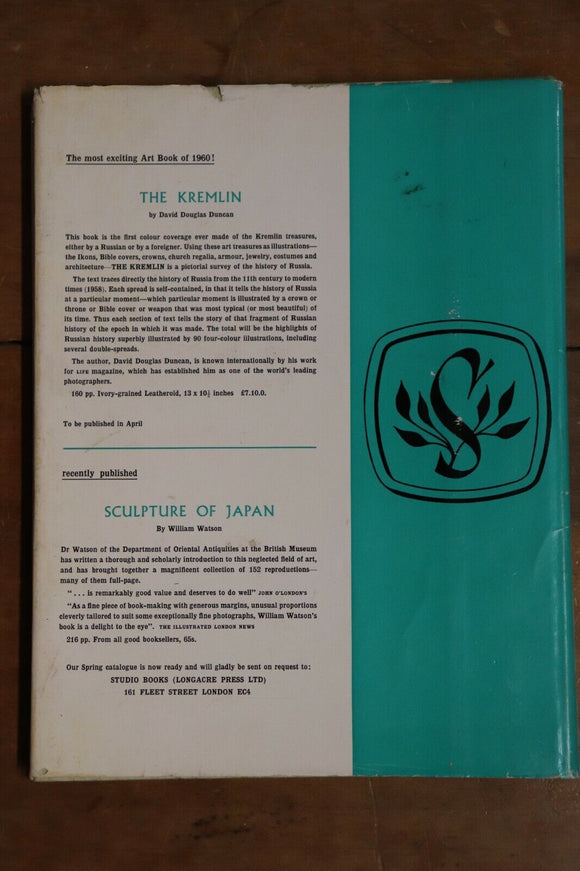 The most exciting Art Book of 1960!
THE KREMLIN
by David Douglas Duncan
This book is the first colour coverage ever made of the Kremlin treasures,
either by a Russian or by a foreigner. Using these art treasures as illustrations—
the Ikons, Bible covers, crowns, church regalia, armour, jewelry, costumes and
architecture—THE KREMLIN is a pictorial survey of the history of Russia.
The text traces directly the history of Russia from the 11th century to modern
times (1958). Each spread is self-contained, in that it tells the history of Russia
at a particular moment—which particular moment is illustrated by a crown or
throne or Bible cover or weapon that was most typical (or most beautiful) of
its time. Thus each section of text tells the story of that fragment of Russian
history of the epoch in which it was made. The total will be the highlights of
Russian history superbly illustrated by 90 four-colour illustrations, including
several double-spreads.
The author, David Douglas Duncan, is known internationally by his work
for LIFE magazine, which has established him as one of the world's leading
photographers.
160 pp. Ivory-grained Leatheroid, 13 x 10½ inches £7.10.0.
To be published in April
recently published
SCULPTURE OF JAPAN
By William Watson
Dr Watson of the Department of Oriental Antiquities at the British Museum
has written a thorough and scholarly introduction to this neglected field of art,
and has brought together a magnificent collection of 152 reproductions—
many of them full-page.
". . . is remarkably good value and deserves to do well" JOHN O'LONDON'S
"As a fine piece of book-making with generous margins, unusual proportions
cleverly tailored to suit some exceptionally fine photographs, William Watson's
book is a delight to the eye". THE ILLUSTRATED LONDON NEWS
216 pp. From all good booksellers, 65s.
Our Spring catalogue is now ready and will gladly be sent on request to:
STUDIO BOOKS (LONGACRE PRESS LTD)
161 FLEET STREET LONDON EC4
S